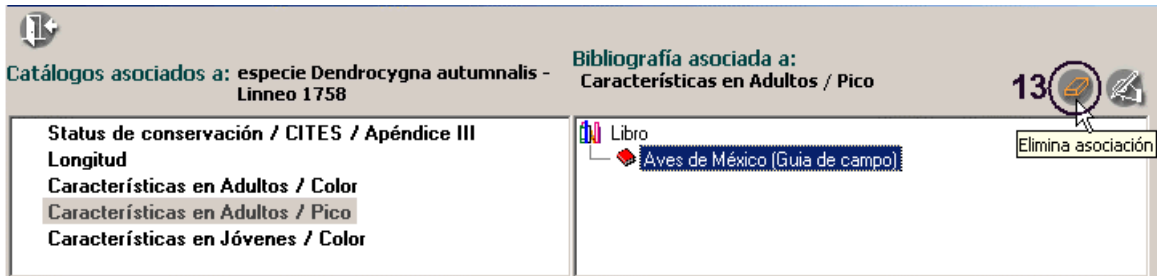 Catálogos asociados a: especie Dendrocygna autumnalis -
Linneo 1758
Bibliografía asociada a:
Características en Adultos / Pico
13
Elimina asociación
Status de conservación / CITES / Apéndice III
Longitud
Características en Adultos / Color
Características en Adultos / Pico
Características en Jóvenes / Color
Libro
Aves de México (Guia de campo)